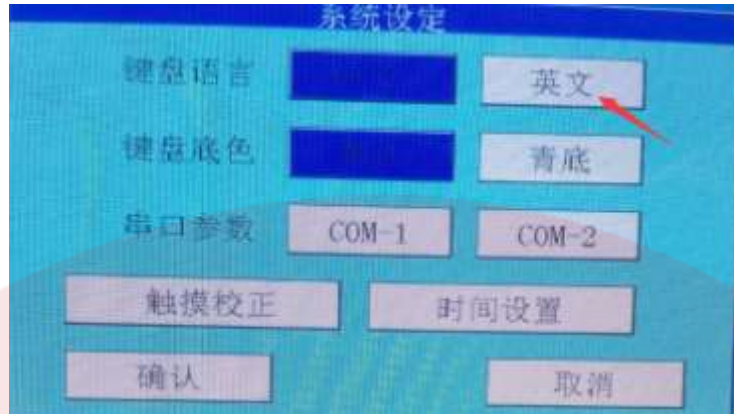 系统设定
键盘语言 英文
键盘底色 青底
串口参数 COM-1 COM-2
触摸校正 时间设置
确认 取消